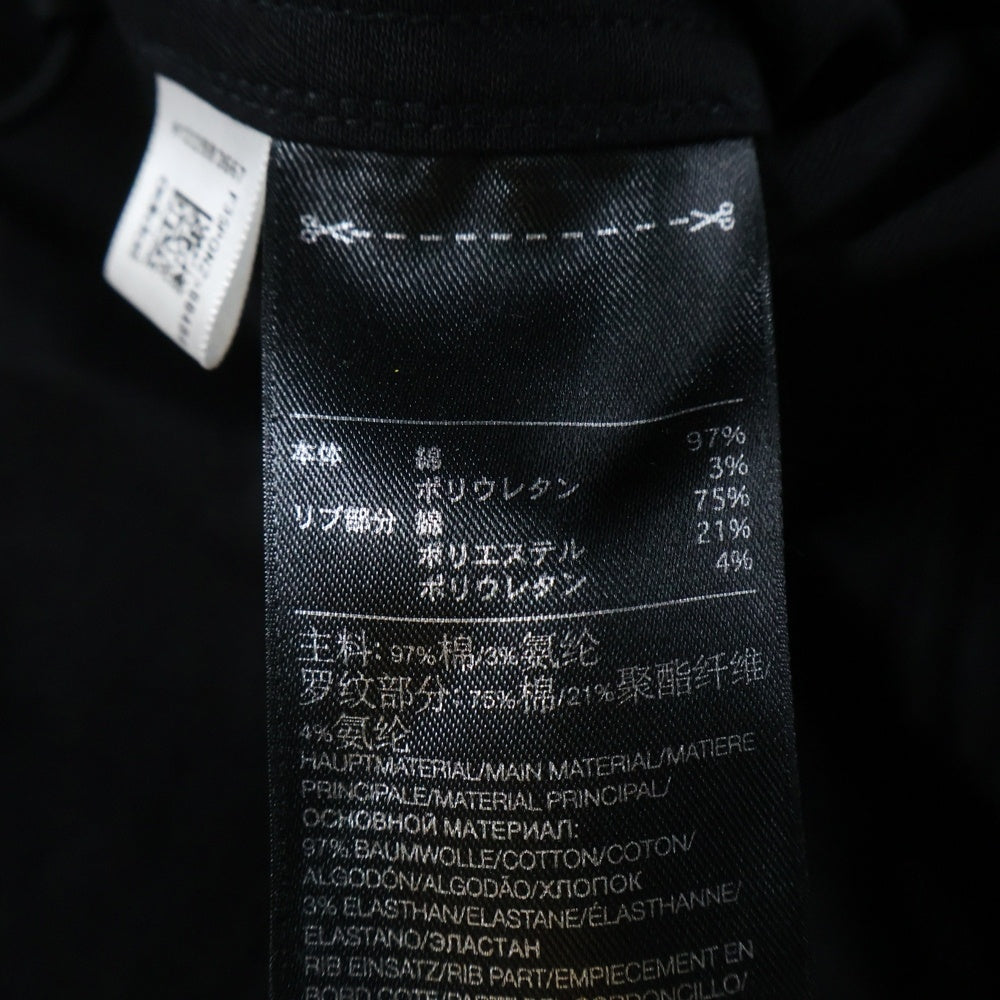 本体 綿 97%
ポリウレタン 3%
リブ部分 綿 75%
ポリエステル 21%
ポリウレタン 4%
主料: 97%棉/3%氨纶
罗纹部分: 75%棉/21%聚酯纤维/
4%氨纶
HAUPTMATERIAL/MAIN MATERIAL/MATIERE
PRINCIPALE/MATERIAL PRINCIPAL/
ОСНОВНОЙ МАТЕРИАЛ:
97% BAUMWOLLE/COTTON/COTON/
ALGODÓN/ALGODÃO/ХЛОПОК
3% ELASTHAN/ELASTANE/ÉLASTHANNE/
ELASTANO/ЭЛАСТАН
RIB EINSATZ/RIB PART/EMPIECEMENT EN